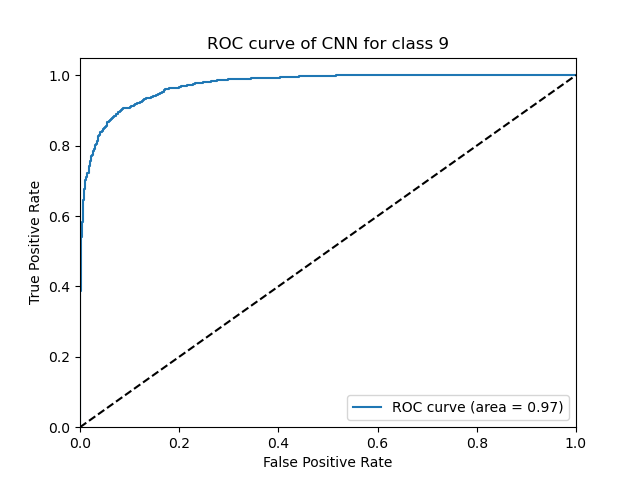 ROC curve of CNN for class 9
True Positive Rate
1.0
0.8
0.6
0.4
0.2
0.0
ROC curve (area = 0.97)
0.0 0.2 0.4 0.6 0.8 1.0
False Positive Rate